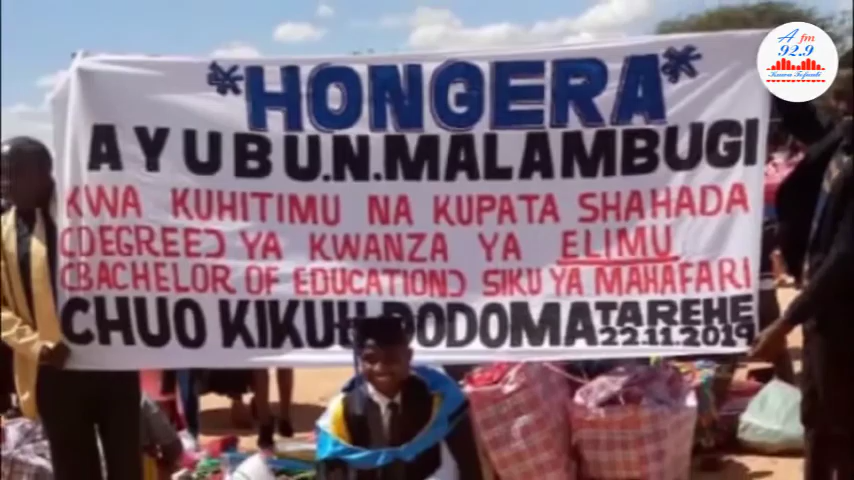 A fm
92.9
*HONGERA*
AYUBU.N.MALAMBUGI
KWA KUHITIMU NA KUPATA SHAHADA
(DEGREE) YA KWANZA YA ELIMU
(BACHELOR OF EDUCATION) SIKU YA MAHAFARI
CHUO KIKUU DODOMA TAREHE
22.11.2019